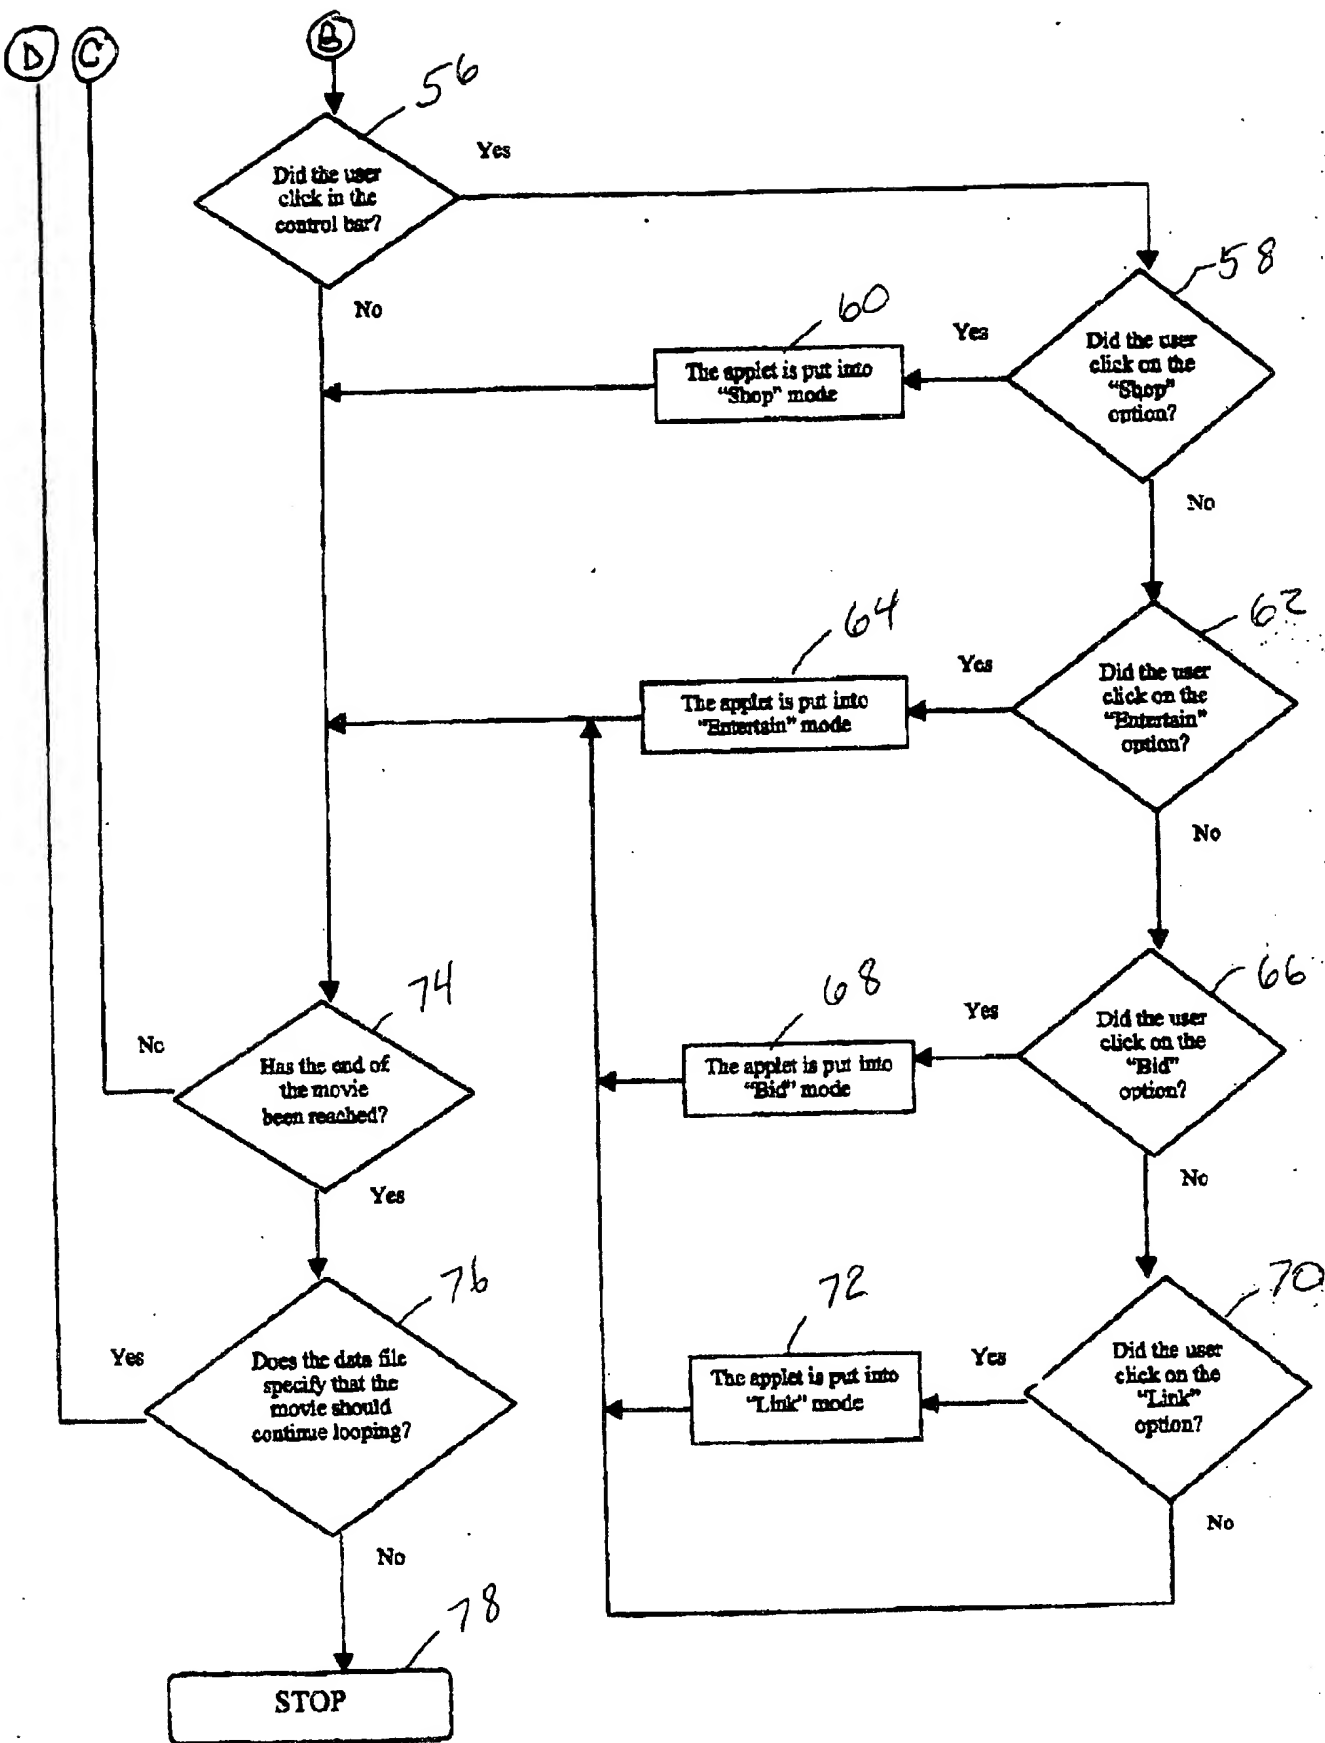 D
C
B
56
Did the user
click in the
control bar?
Yes
No
58
Did the user
click on the
"Shop"
option?
Yes
No
60
The applet is put into
"Shop" mode
62
Did the user
click on the
"Entertain"
option?
Yes
No
64
The applet is put into
"Entertain" mode
66
Did the user
click on the
"Bid"
option?
Yes
No
68
The applet is put into
"Bid" mode
70
Did the user
click on the
"Link"
option?
Yes
No
72
The applet is put into
"Link" mode
74
Has the end of
the movie
been reached?
No
Yes
76
Does the data file
specify that the
movie should
continue looping?
Yes
No
78
STOP